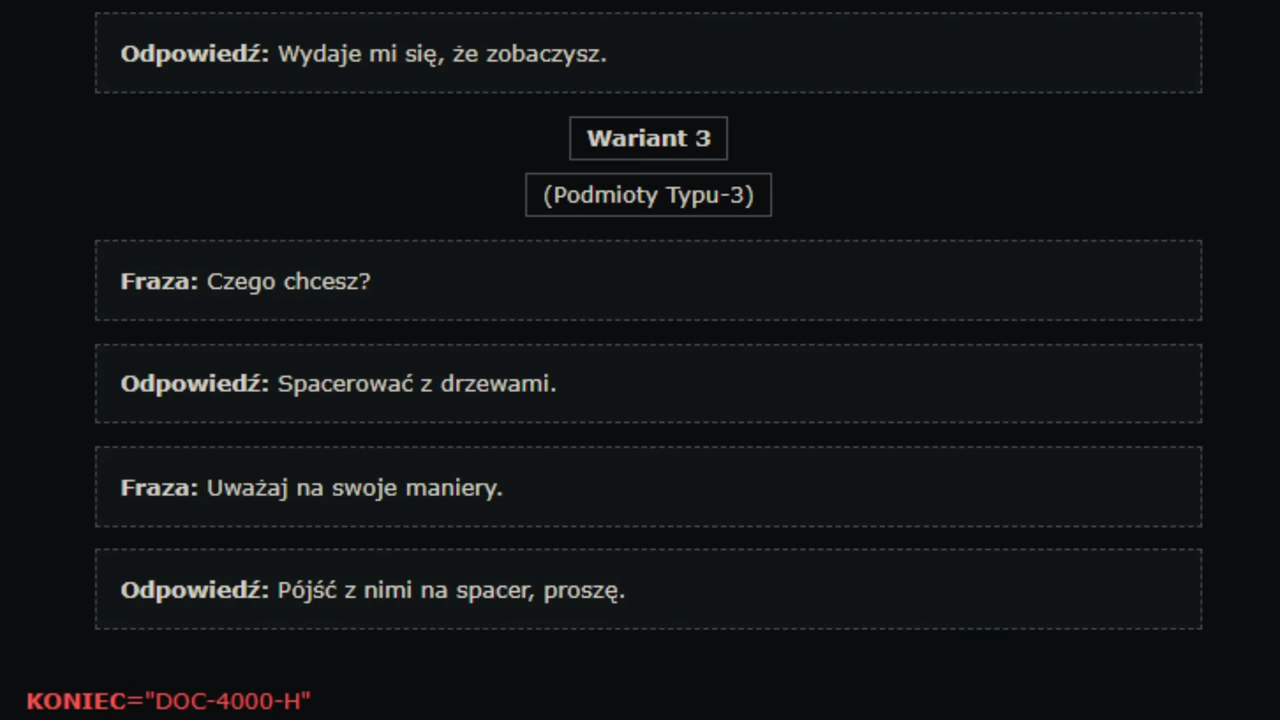 Odpowiedź: Wydaje mi się, że zobaczysz.
Wariant 3
(Podmioty Typu-3)
Fraza: Czego chcesz?
Odpowiedź: Spacerować z drzewami.
Fraza: Uważaj na swoje maniery.
Odpowiedź: Pójść z nimi na spacer, proszę.
KONIEC="DOC-4000-H"